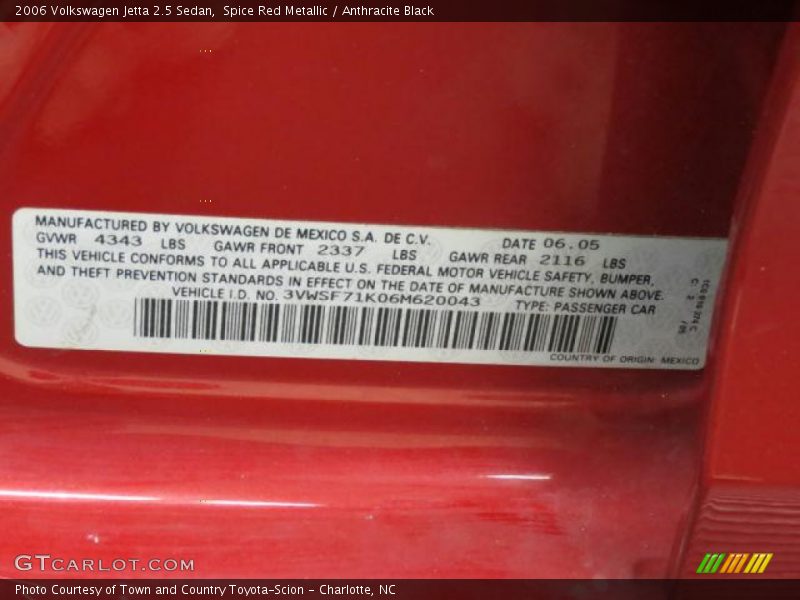 2006 Volkswagen Jetta 2.5 Sedan,  Spice Red Metallic / Anthracite Black
MANUFACTURED BY VOLKSWAGEN DE MEXICO S.A. DE C.V. DATE 06.05
GVWR 4343 LBS GAWR FRONT 2337 LBS GAWR REAR 2116 LBS
THIS VEHICLE CONFORMS TO ALL APPLICABLE U.S. FEDERAL MOTOR VEHICLE SAFETY, BUMPER,
AND THEFT PREVENTION STANDARDS IN EFFECT ON THE DATE OF MANUFACTURE SHOWN ABOVE.
VEHICLE I.D. NO. 3VWSF71K06M620043 TYPE: PASSENGER CAR
COUNTRY OF ORIGIN: MEXICO
GTCARLOT.COM
Photo Courtesy of Town and Country Toyota-Scion - Charlotte, NC